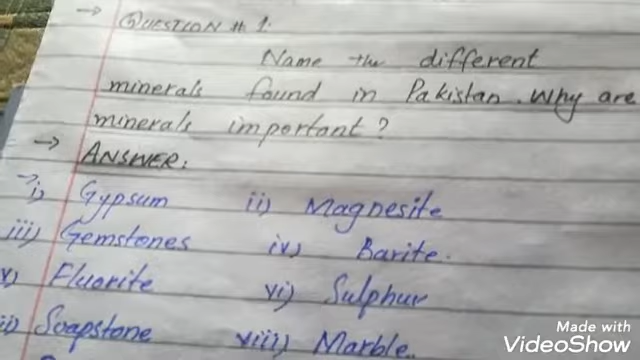 → QUESTION # 1:
Name the different
minerals found in Pakistan. Why are
minerals important?
→ ANSWER:
→ i) Gypsum ii) Magnesite
iii) Gemstones iv) Barite.
v) Fluorite vi) Sulphur
ii) Soapstone viii) Marble.
Made with
VideoShow